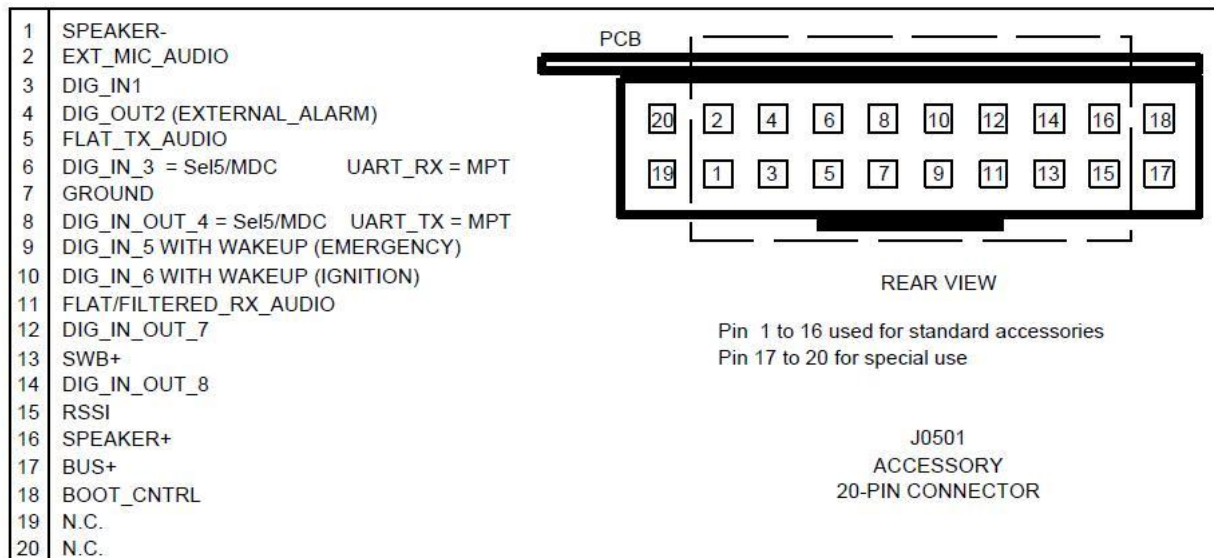 1 SPEAKER-
2 EXT_MIC_AUDIO
3 DIG_IN1
4 DIG_OUT2 (EXTERNAL_ALARM)
5 FLAT_TX_AUDIO
6 DIG_IN_3 = Sel5/MDC UART_RX = MPT
7 GROUND
8 DIG_IN_OUT_4 = Sel5/MDC UART_TX = MPT
9 DIG_IN_5 WITH WAKEUP (EMERGENCY)
10 DIG_IN_6 WITH WAKEUP (IGNITION)
11 FLAT/FILTERED_RX_AUDIO
12 DIG_IN_OUT_7
13 SWB+
14 DIG_IN_OUT_8
15 RSSI
16 SPEAKER+
17 BUS+
18 BOOT_CNTRL
19 N.C.
20 N.C.
PCB
20 2 4 6 8 10 12 14 16 18
19 1 3 5 7 9 11 13 15 17
REAR VIEW
Pin 1 to 16 used for standard accessories
Pin 17 to 20 for special use
J0501
ACCESSORY
20-PIN CONNECTOR